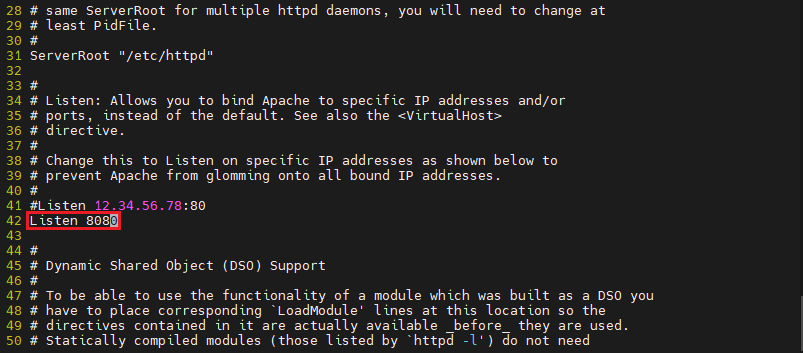 28 # same ServerRoot for multiple httpd daemons, you will need to change at
29 # least PidFile.
30 #
31 ServerRoot "/etc/httpd"
32
33 #
34 # Listen: Allows you to bind Apache to specific IP addresses and/or
35 # ports, instead of the default. See also the <VirtualHost>
36 # directive.
37 #
38 # Change this to Listen on specific IP addresses as shown below to
39 # prevent Apache from glomming onto all bound IP addresses.
40 #
41 #Listen 12.34.56.78:80
42 Listen 8080
43
44 #
45 # Dynamic Shared Object (DSO) Support
46 #
47 # To be able to use the functionality of a module which was built as a DSO you
48 # have to place corresponding `LoadModule' lines at this location so the
49 # directives contained in it are actually available _before_ they are used.
50 # Statically compiled modules (those listed by `httpd -l') do not need